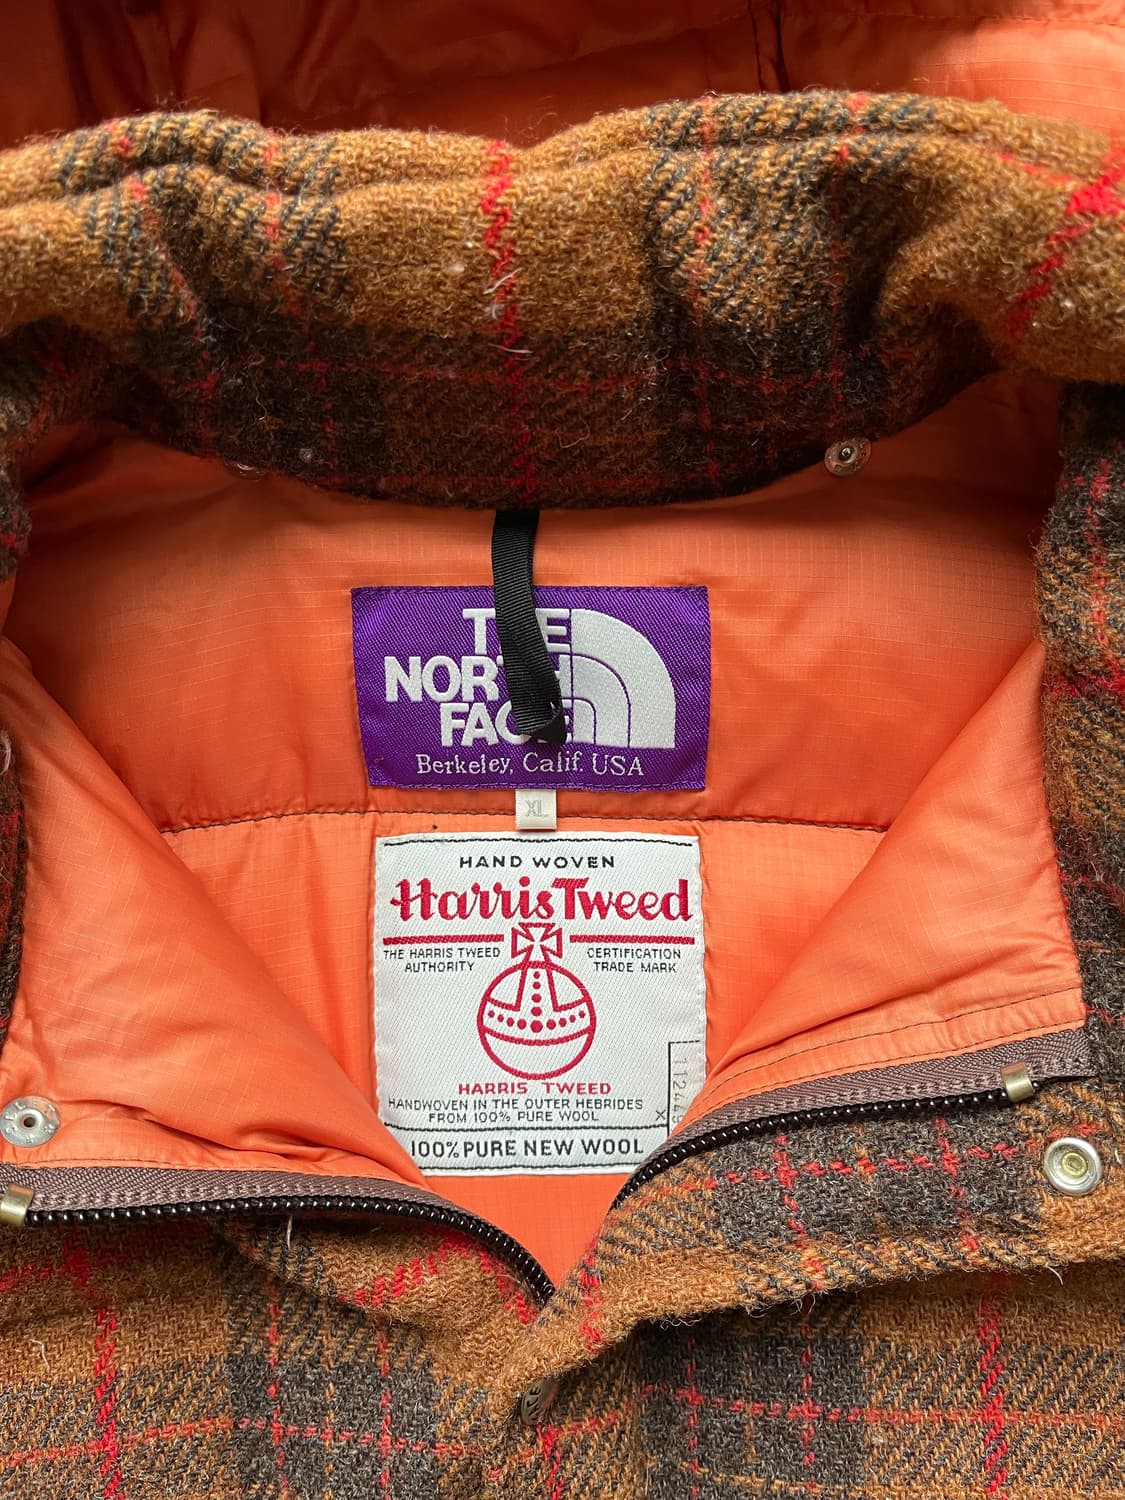 THE
NORTH
FACE
Berkeley, Calif. USA
XL
HAND WOVEN
Harris Tweed
THE HARRIS TWEED
AUTHORITY
CERTIFICATION
TRADE MARK
HARRIS TWEED
HANDWOVEN IN THE OUTER HEBRIDES
FROM 100% PURE WOOL
100% PURE NEW WOOL